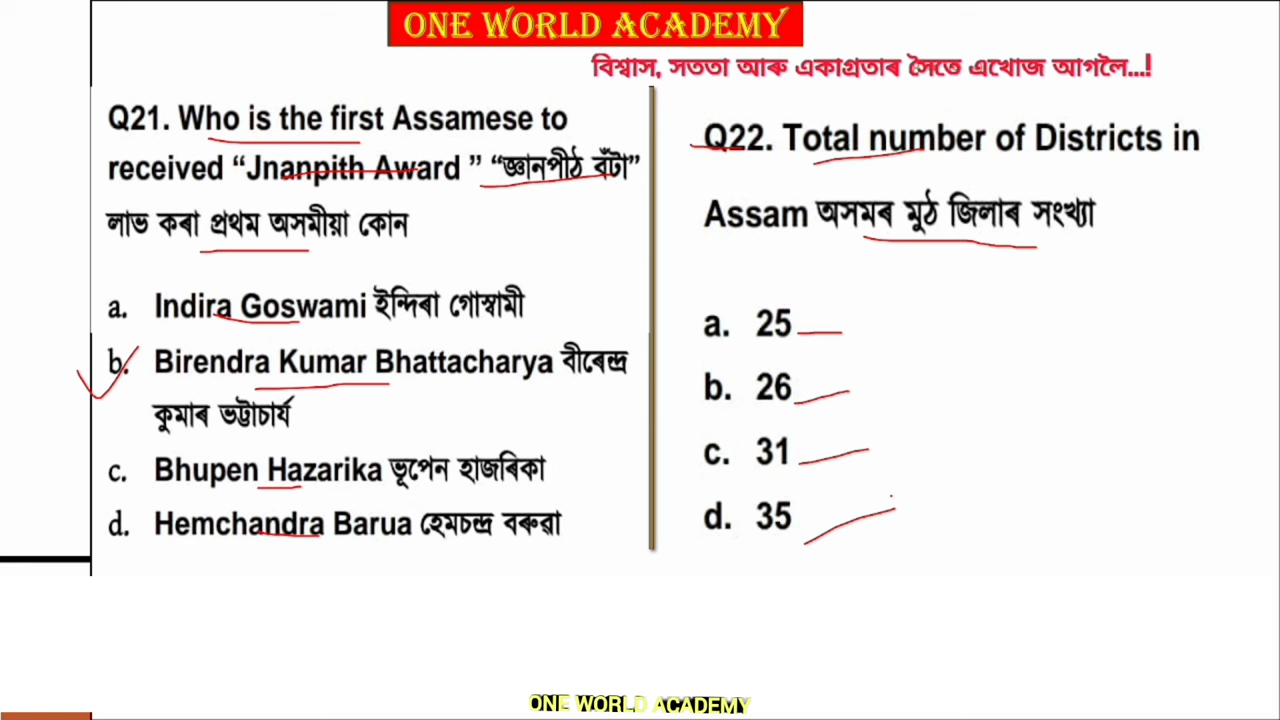 ONE WORLD ACADEMY
বিশ্বাস, সততা আৰু একাগ্ৰতাৰ সৈতে এখোজ আগলৈ...!
Q21. Who is the first Assamese to
received “Jnanpith Award ” “জ্ঞানপীঠ বঁটা”
লাভ কৰা প্ৰথম অসমীয়া কোন
a. Indira Goswami ইন্দিৰা গোস্বামী
b. Birendra Kumar Bhattacharya বীৰেন্দ্ৰ
কুমাৰ ভট্টাচাৰ্য
c. Bhupen Hazarika ভূপেন হাজৰিকা
d. Hemchandra Barua হেমচন্দ্ৰ বৰুৱা
Q22. Total number of Districts in
Assam অসমৰ মুঠ জিলাৰ সংখ্যা
a. 25
b. 26
c. 31
d. 35
ONE WORLD ACADEMY